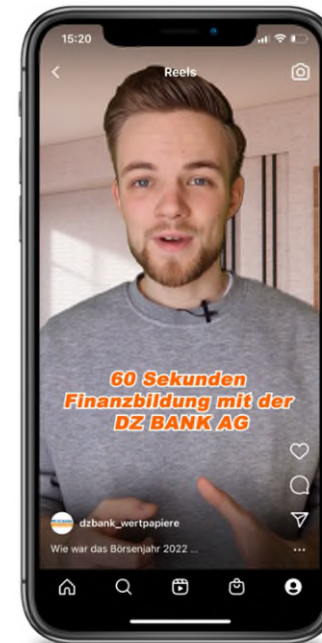 15:20
Reels
60 Sekunden
Finanzbildung mit der
DZ BANK AG
dzbank_wertpapiere
Wie war das Börsenjahr 2022 ...